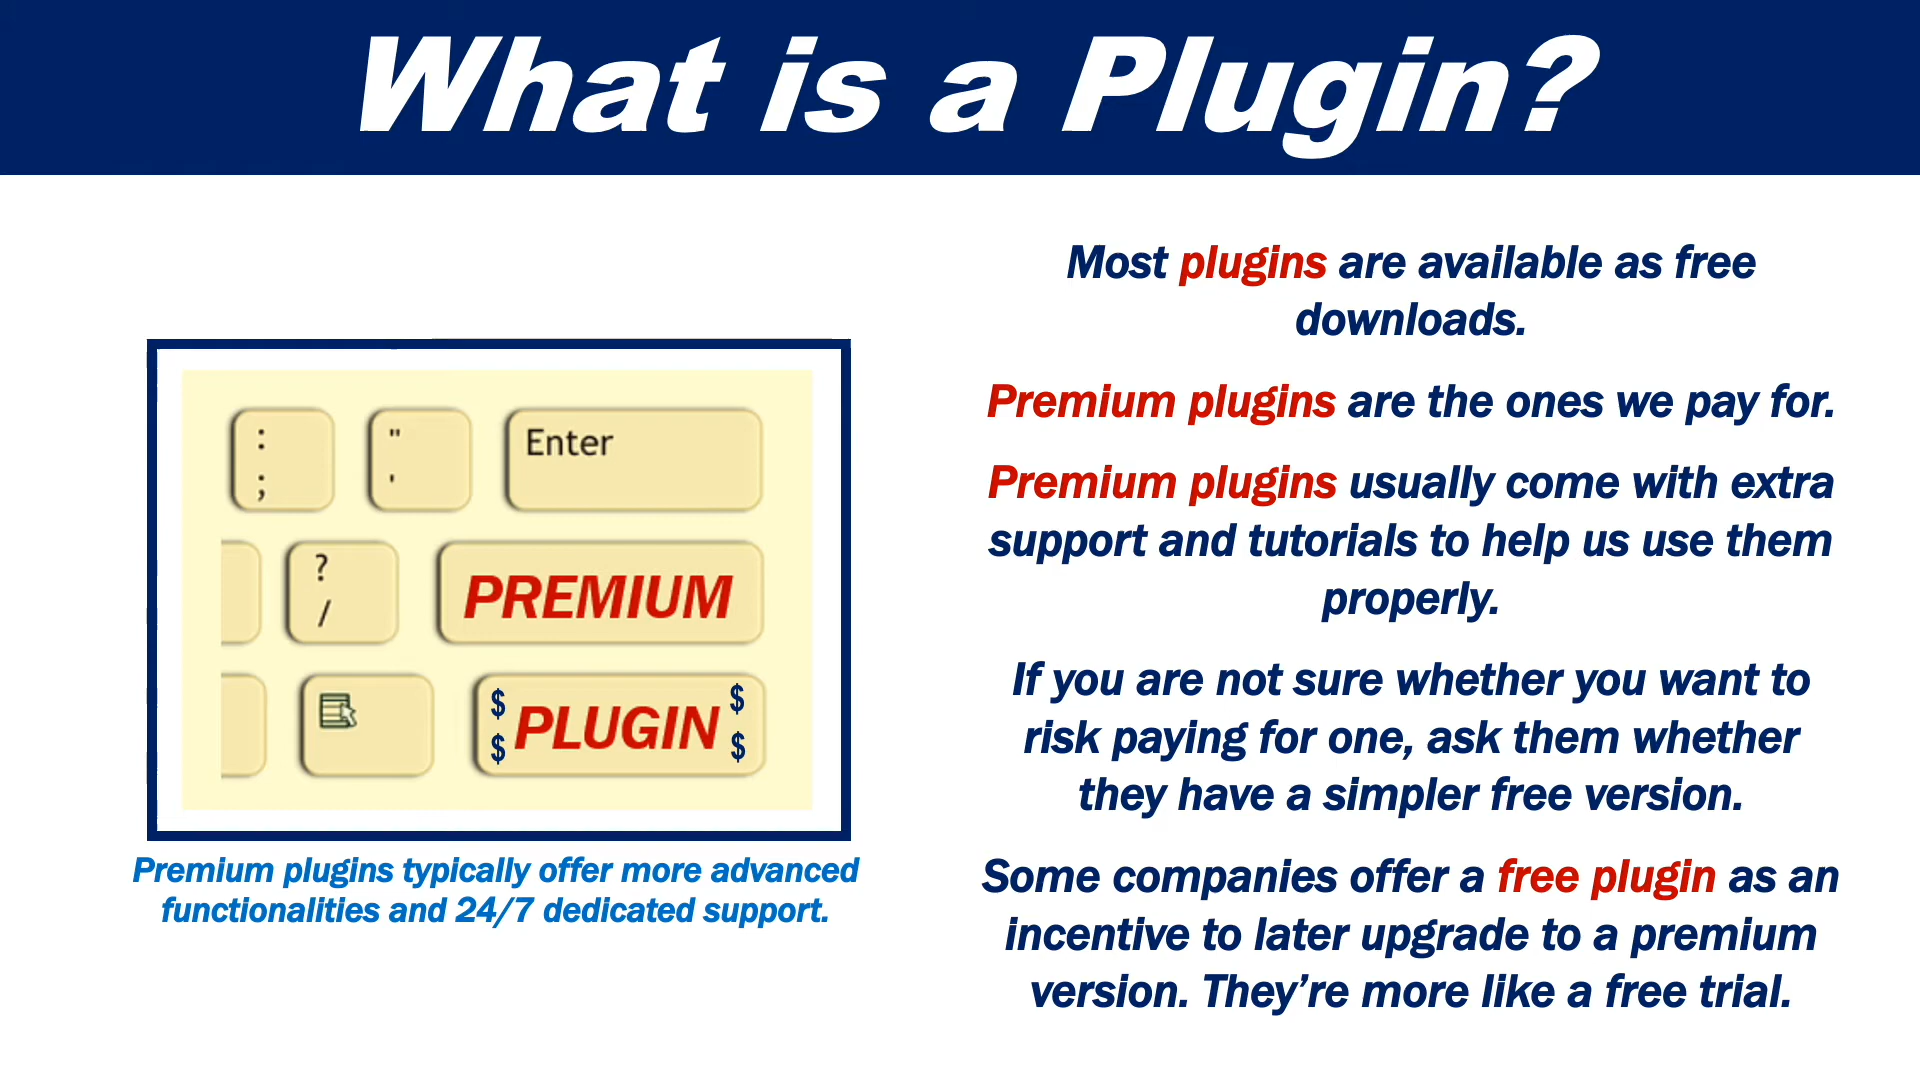 What is a Plugin?
: 
;
"
'
Enter
?
/
PREMIUM
$ PLUGIN $
$ $
Premium plugins typically offer more advanced
functionalities and 24/7 dedicated support.
Most plugins are available as free
downloads.
Premium plugins are the ones we pay for.
Premium plugins usually come with extra
support and tutorials to help us use them
properly.
If you are not sure whether you want to
risk paying for one, ask them whether
they have a simpler free version.
Some companies offer a free plugin as an
incentive to later upgrade to a premium
version. They’re more like a free trial.